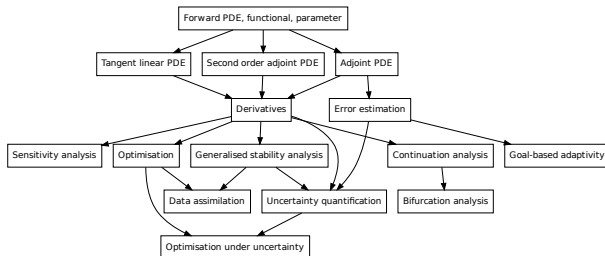 Forward PDE, functional, parameter
Tangent linear PDE
Second order adjoint PDE
Adjoint PDE
Derivatives
Error estimation
Sensitivity analysis
Optimisation
Generalised stability analysis
Continuation analysis
Goal-based adaptivity
Data assimilation
Uncertainty quantification
Bifurcation analysis
Optimisation under uncertainty